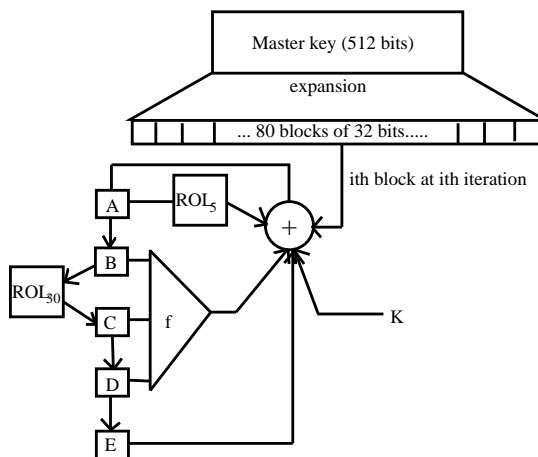 Master key (512 bits)
expansion
... 80 blocks of 32 bits.....
ith block at ith iteration
A
ROL5
+
B
ROL30
C
f
K
D
E